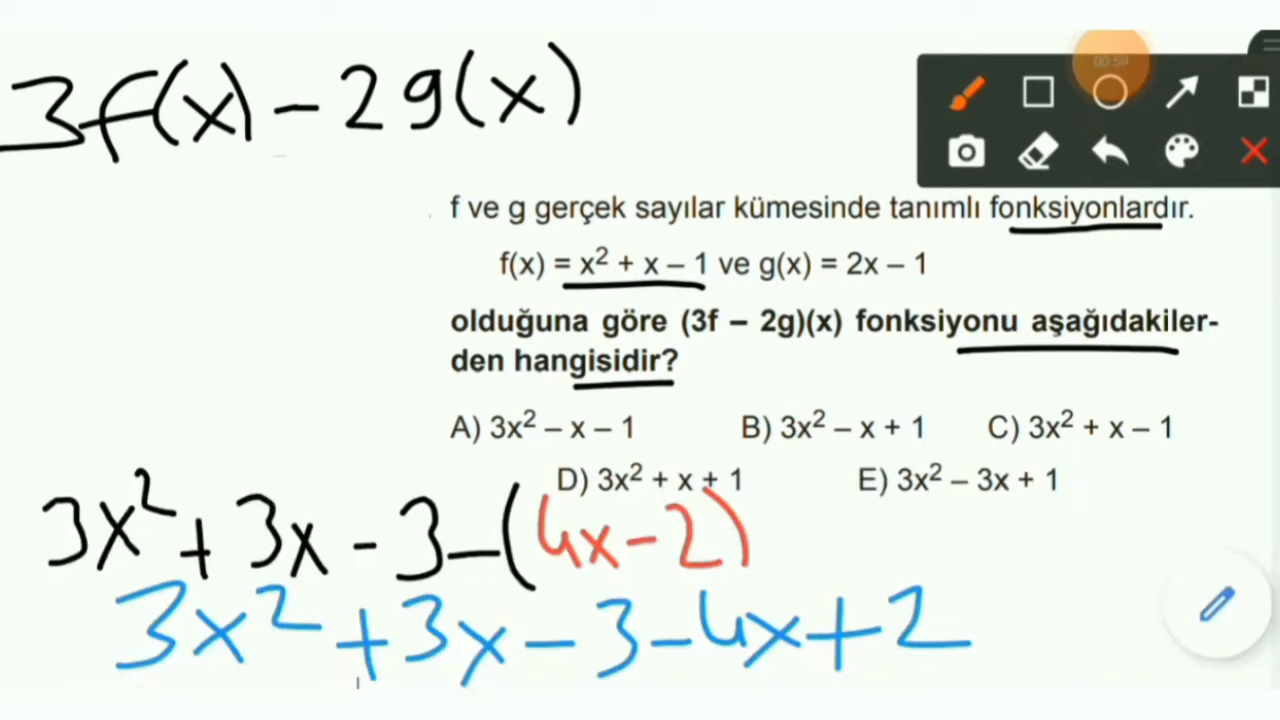 3f(x) - 2g(x)
00:59
f ve g gerçek sayılar kümesinde tanımlı fonksiyonlardır.
f(x) = x² + x – 1 ve g(x) = 2x – 1
olduğuna göre (3f – 2g)(x) fonksiyonu aşağıdakiler-
den hangisidir?
A) 3x² – x – 1 B) 3x² – x + 1 C) 3x² + x – 1
D) 3x² + x + 1 E) 3x² – 3x + 1
3x² + 3x - 3 - (4x - 2)
3x² + 3x - 3 - 4x + 2